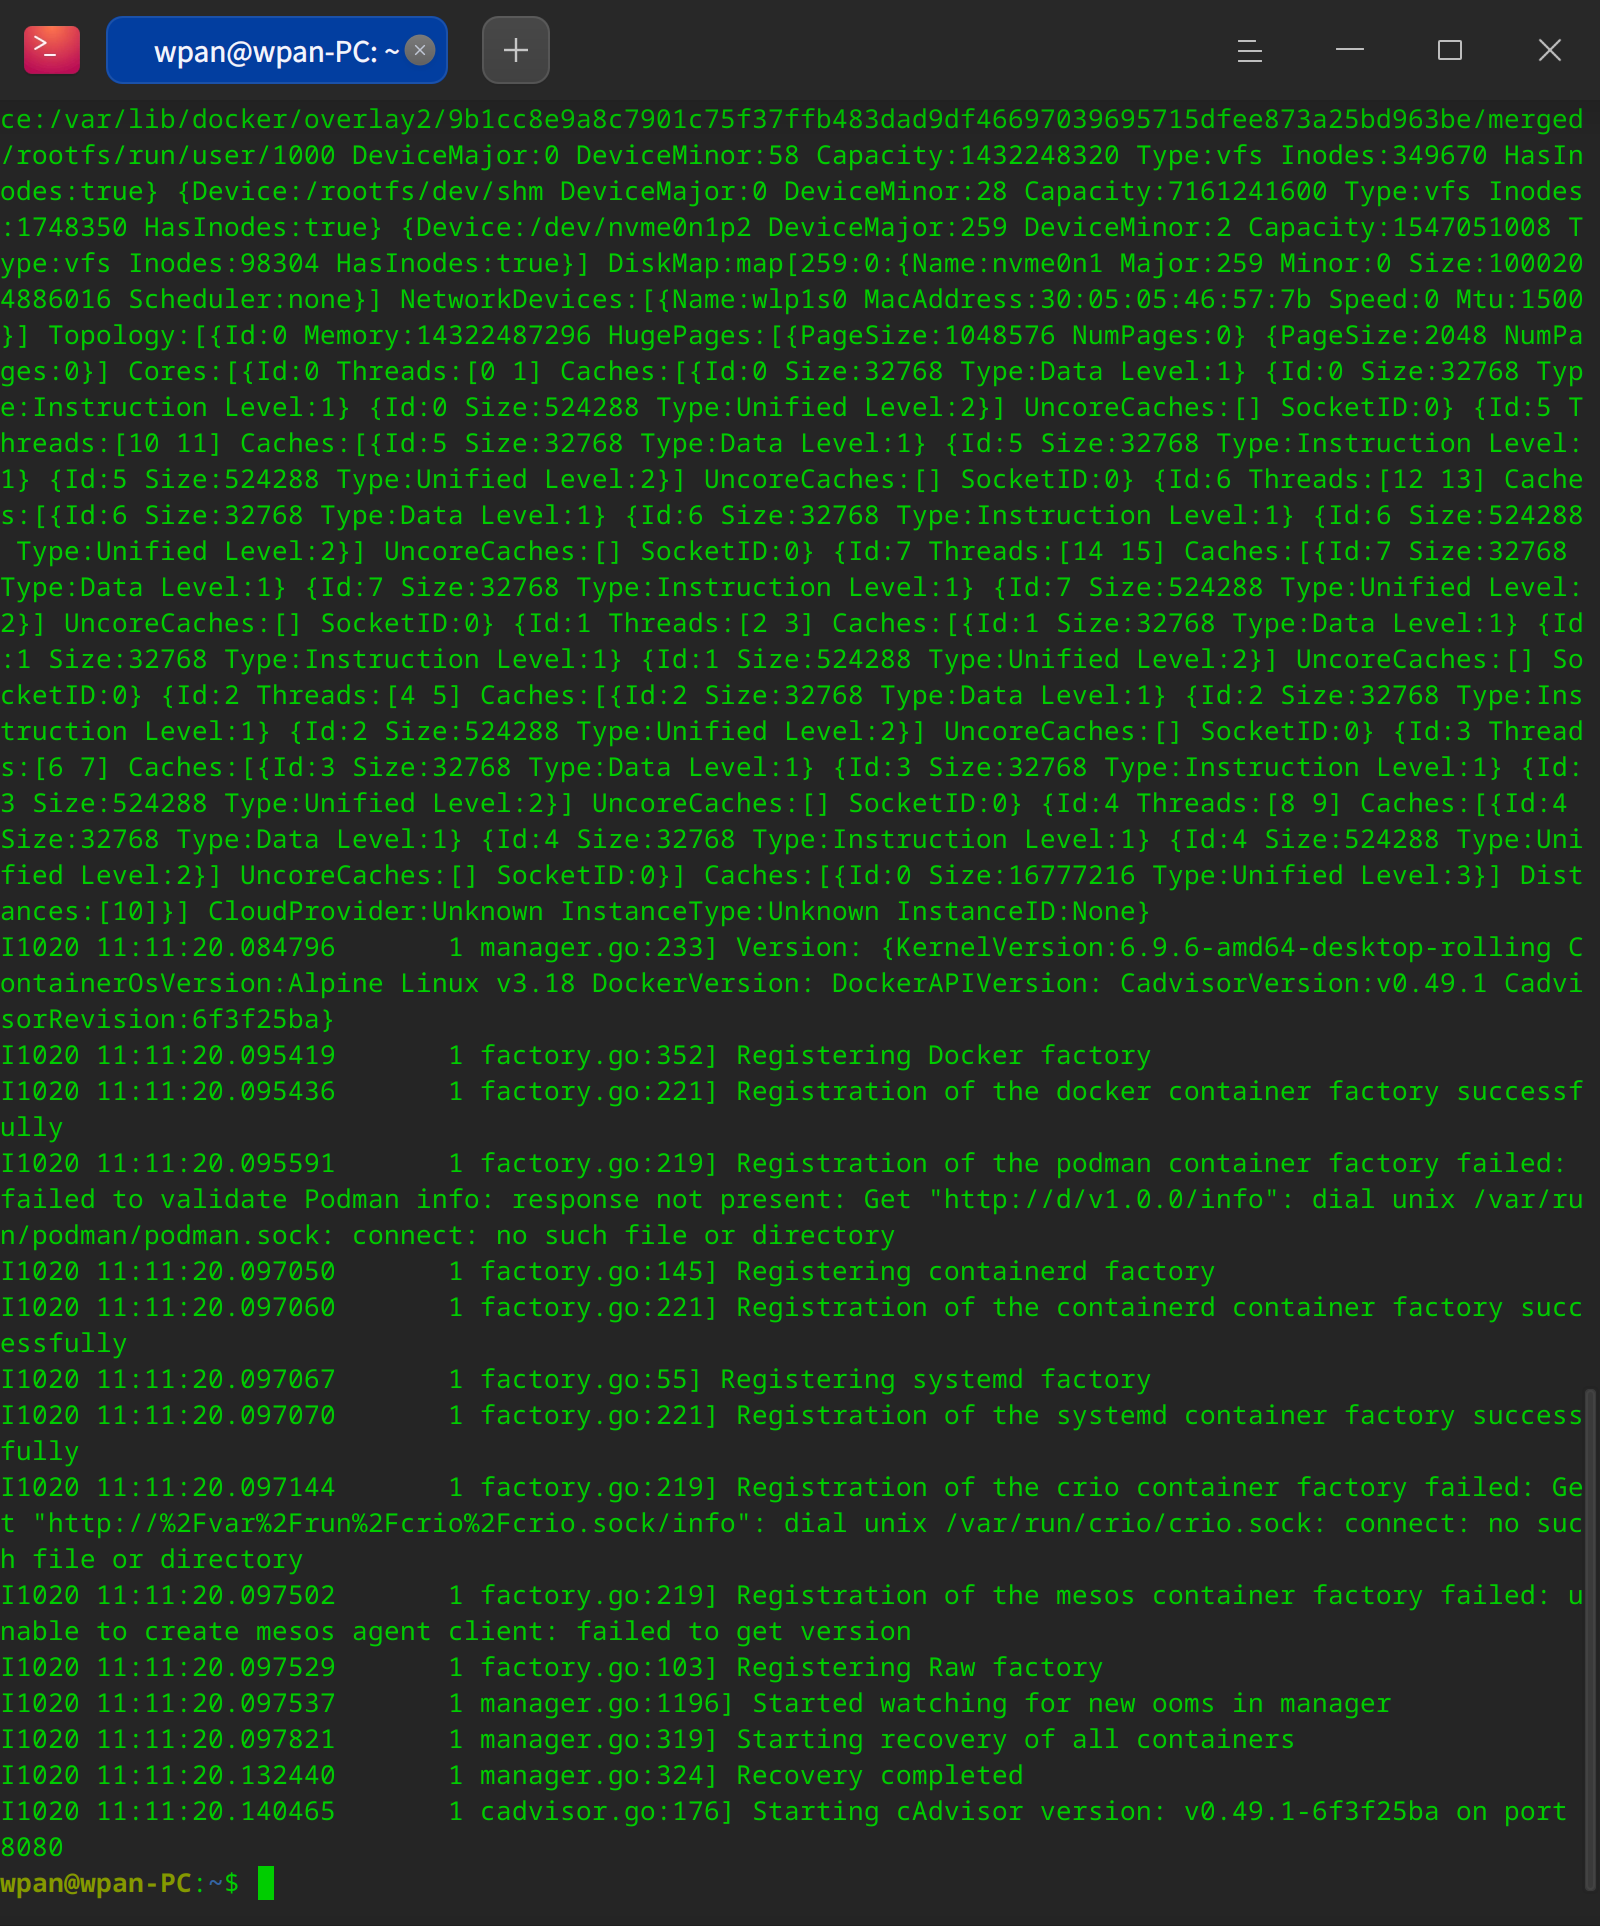 wpan@wpan-PC: ~
ce:/var/lib/docker/overlay2/9b1cc8e9a8c7901c75f37ffb483dad9df46697039695715dfee873a25bd963be/merged
/rootfs/run/user/1000 DeviceMajor:0 DeviceMinor:58 Capacity:1432248320 Type:vfs Inodes:349670 HasIn
odes:true} {Device:/rootfs/dev/shm DeviceMajor:0 DeviceMinor:28 Capacity:7161241600 Type:vfs Inodes
:1748350 HasInodes:true} {Device:/dev/nvme0n1p2 DeviceMajor:259 DeviceMinor:2 Capacity:1547051008 T
ype:vfs Inodes:98304 HasInodes:true}] DiskMap:map[259:0:{Name:nvme0n1 Major:259 Minor:0 Size:100020
4886016 Scheduler:none}] NetworkDevices:[{Name:wlp1s0 MacAddress:30:05:05:46:57:7b Speed:0 Mtu:1500
}] Topology:[{Id:0 Memory:14322487296 HugePages:[{PageSize:1048576 NumPages:0} {PageSize:2048 NumPa
ges:0}] Cores:[{Id:0 Threads:[0 1] Caches:[{Id:0 Size:32768 Type:Data Level:1} {Id:0 Size:32768 Typ
e:Instruction Level:1} {Id:0 Size:524288 Type:Unified Level:2}] UncoreCaches:[] SocketID:0} {Id:5 T
hreads:[10 11] Caches:[{Id:5 Size:32768 Type:Data Level:1} {Id:5 Size:32768 Type:Instruction Level:
1} {Id:5 Size:524288 Type:Unified Level:2}] UncoreCaches:[] SocketID:0} {Id:6 Threads:[12 13] Cache
s:[{Id:6 Size:32768 Type:Data Level:1} {Id:6 Size:32768 Type:Instruction Level:1} {Id:6 Size:524288
 Type:Unified Level:2}] UncoreCaches:[] SocketID:0} {Id:7 Threads:[14 15] Caches:[{Id:7 Size:32768
Type:Data Level:1} {Id:7 Size:32768 Type:Instruction Level:1} {Id:7 Size:524288 Type:Unified Level:
2}] UncoreCaches:[] SocketID:0} {Id:1 Threads:[2 3] Caches:[{Id:1 Size:32768 Type:Data Level:1} {Id
:1 Size:32768 Type:Instruction Level:1} {Id:1 Size:524288 Type:Unified Level:2}] UncoreCaches:[] So
cketID:0} {Id:2 Threads:[4 5] Caches:[{Id:2 Size:32768 Type:Data Level:1} {Id:2 Size:32768 Type:Ins
truction Level:1} {Id:2 Size:524288 Type:Unified Level:2}] UncoreCaches:[] SocketID:0} {Id:3 Thread
s:[6 7] Caches:[{Id:3 Size:32768 Type:Data Level:1} {Id:3 Size:32768 Type:Instruction Level:1} {Id:
3 Size:524288 Type:Unified Level:2}] UncoreCaches:[] SocketID:0} {Id:4 Threads:[8 9] Caches:[{Id:4
Size:32768 Type:Data Level:1} {Id:4 Size:32768 Type:Instruction Level:1} {Id:4 Size:524288 Type:Uni
fied Level:2}] UncoreCaches:[] SocketID:0}] Caches:[{Id:0 Size:16777216 Type:Unified Level:3}] Dist
ances:[10]}] CloudProvider:Unknown InstanceType:Unknown InstanceID:None}
I1020 11:11:20.084796       1 manager.go:233] Version: {KernelVersion:6.9.6-amd64-desktop-rolling C
ontainerOsVersion:Alpine Linux v3.18 DockerVersion: DockerAPIVersion: CadvisorVersion:v0.49.1 Cadvi
sorRevision:6f3f25ba}
I1020 11:11:20.095419       1 factory.go:352] Registering Docker factory
I1020 11:11:20.095436       1 factory.go:221] Registration of the docker container factory successf
ully
I1020 11:11:20.095591       1 factory.go:219] Registration of the podman container factory failed:
failed to validate Podman info: response not present: Get "http://d/v1.0.0/info": dial unix /var/ru
n/podman/podman.sock: connect: no such file or directory
I1020 11:11:20.097050       1 factory.go:145] Registering containerd factory
I1020 11:11:20.097060       1 factory.go:221] Registration of the containerd container factory succ
essfully
I1020 11:11:20.097067       1 factory.go:55] Registering systemd factory
I1020 11:11:20.097070       1 factory.go:221] Registration of the systemd container factory success
fully
I1020 11:11:20.097144       1 factory.go:219] Registration of the crio container factory failed: Ge
t "http://%2Fvar%2Frun%2Fcrio%2Fcrio.sock/info": dial unix /var/run/crio/crio.sock: connect: no suc
h file or directory
I1020 11:11:20.097502       1 factory.go:219] Registration of the mesos container factory failed: u
nable to create mesos agent client: failed to get version
I1020 11:11:20.097529       1 factory.go:103] Registering Raw factory
I1020 11:11:20.097537       1 manager.go:1196] Started watching for new ooms in manager
I1020 11:11:20.097821       1 manager.go:319] Starting recovery of all containers
I1020 11:11:20.132440       1 manager.go:324] Recovery completed
I1020 11:11:20.140465       1 cadvisor.go:176] Starting cAdvisor version: v0.49.1-6f3f25ba on port
8080
wpan@wpan-PC:~$